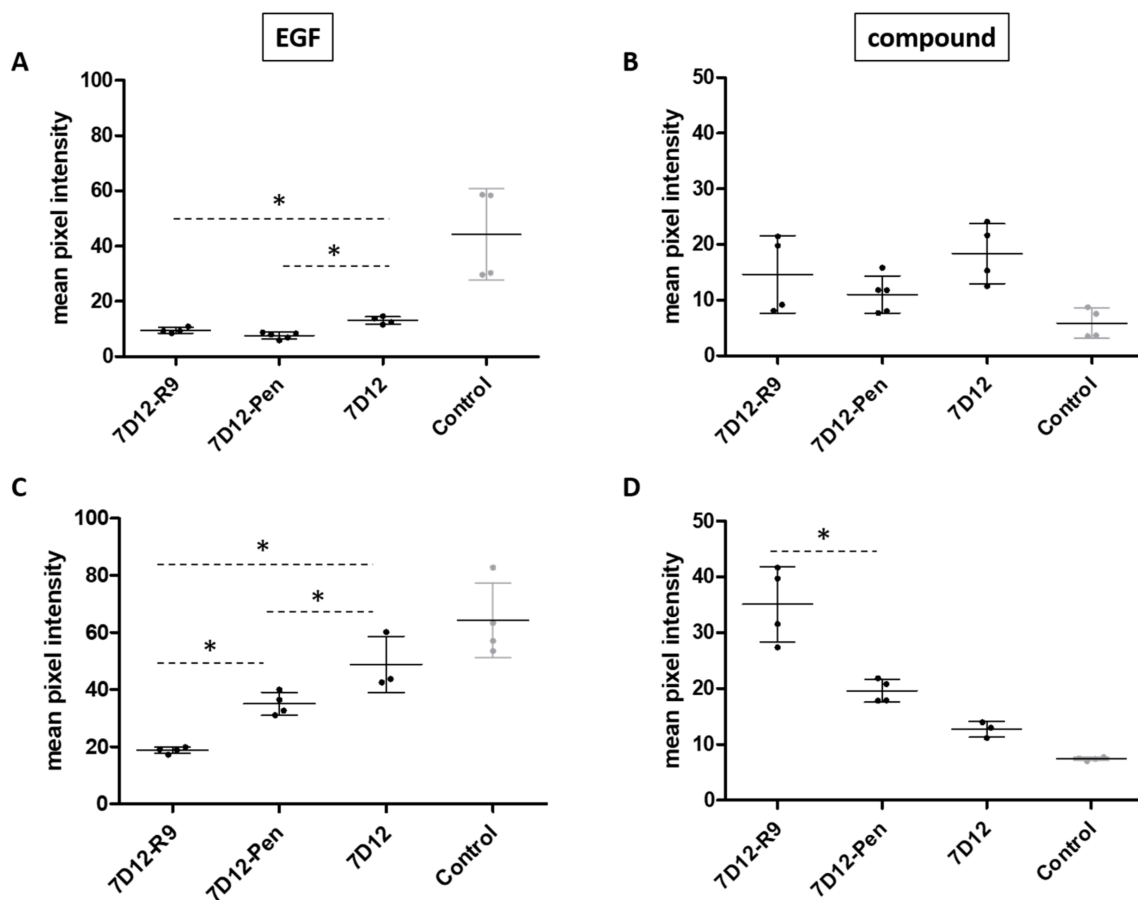 EGF
compound
A
100
80
60
40
20
0
mean pixel intensity
*
*
7D12-R9
7D12-Pen
7D12
Control
B
50
40
30
20
10
0
mean pixel intensity
7D12-R9
7D12-Pen
7D12
Control
C
100
80
60
40
20
0
mean pixel intensity
*
*
*
7D12-R9
7D12-Pen
7D12
Control
D
50
40
30
20
10
0
mean pixel intensity
*
7D12-R9
7D12-Pen
7D12
Control